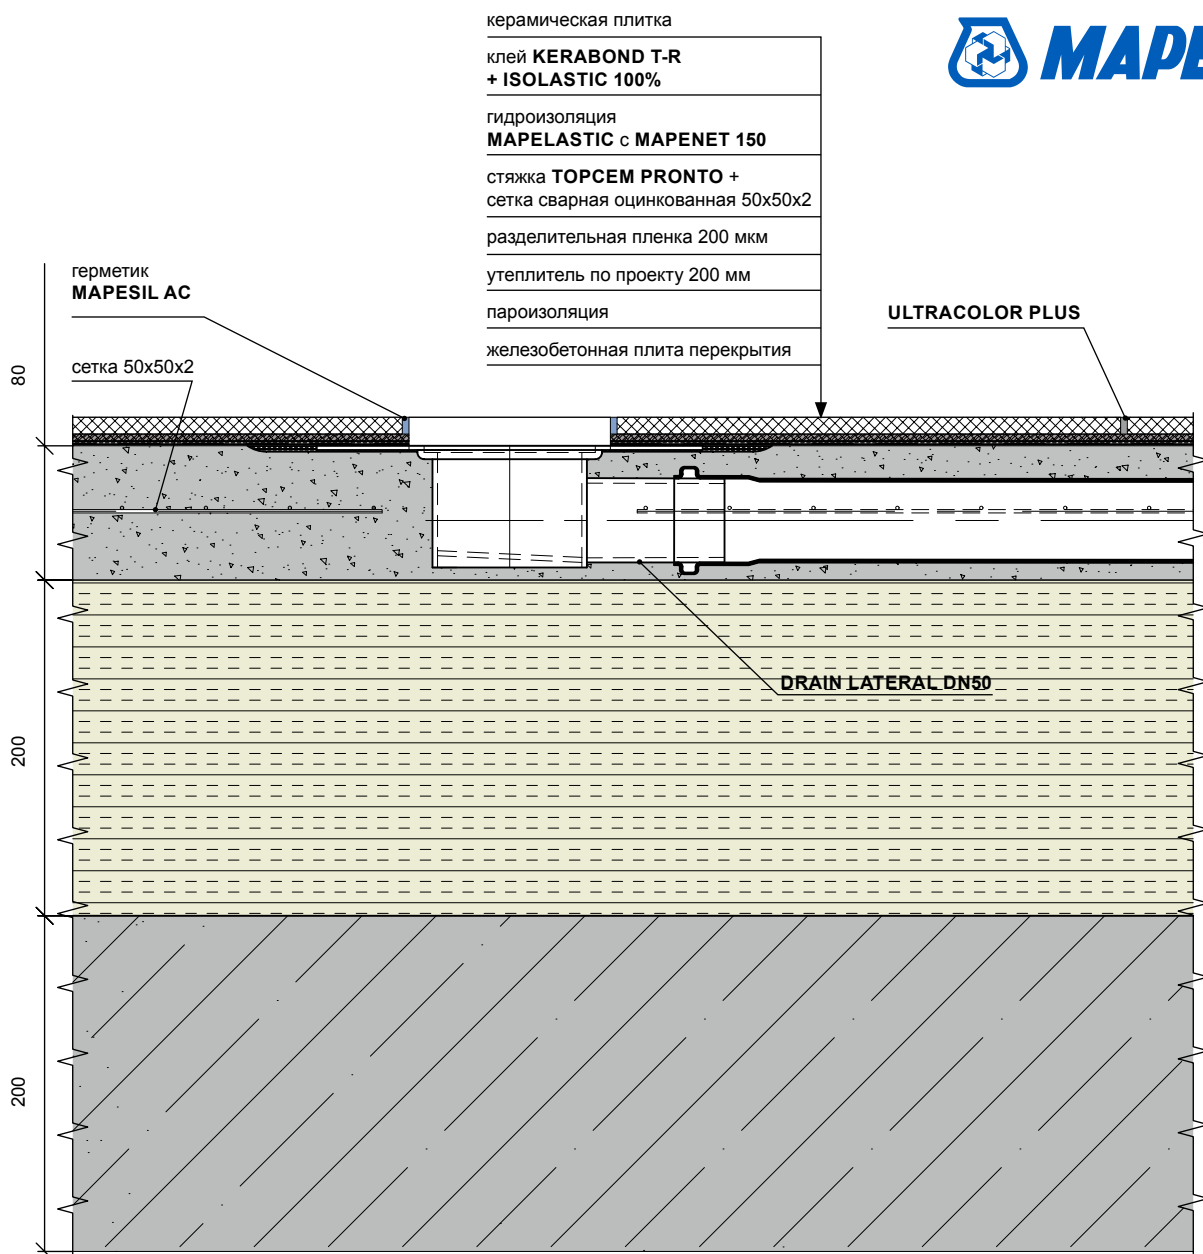 керамическая плитка
клей KERABOND T-R
+ ISOLASTIC 100%
гидроизоляция
MAPELASTIC с MAPENET 150
стяжка TOPCEM PRONTO +
сетка сварная оцинкованная 50x50x2
разделительная пленка 200 мкм
утеплитель по проекту 200 мм
пароизоляция
железобетонная плита перекрытия
MAPE
герметик
MAPESIL AC
сетка 50x50x2
ULTRACOLOR PLUS
DRAIN LATERAL DN50
80
200
200